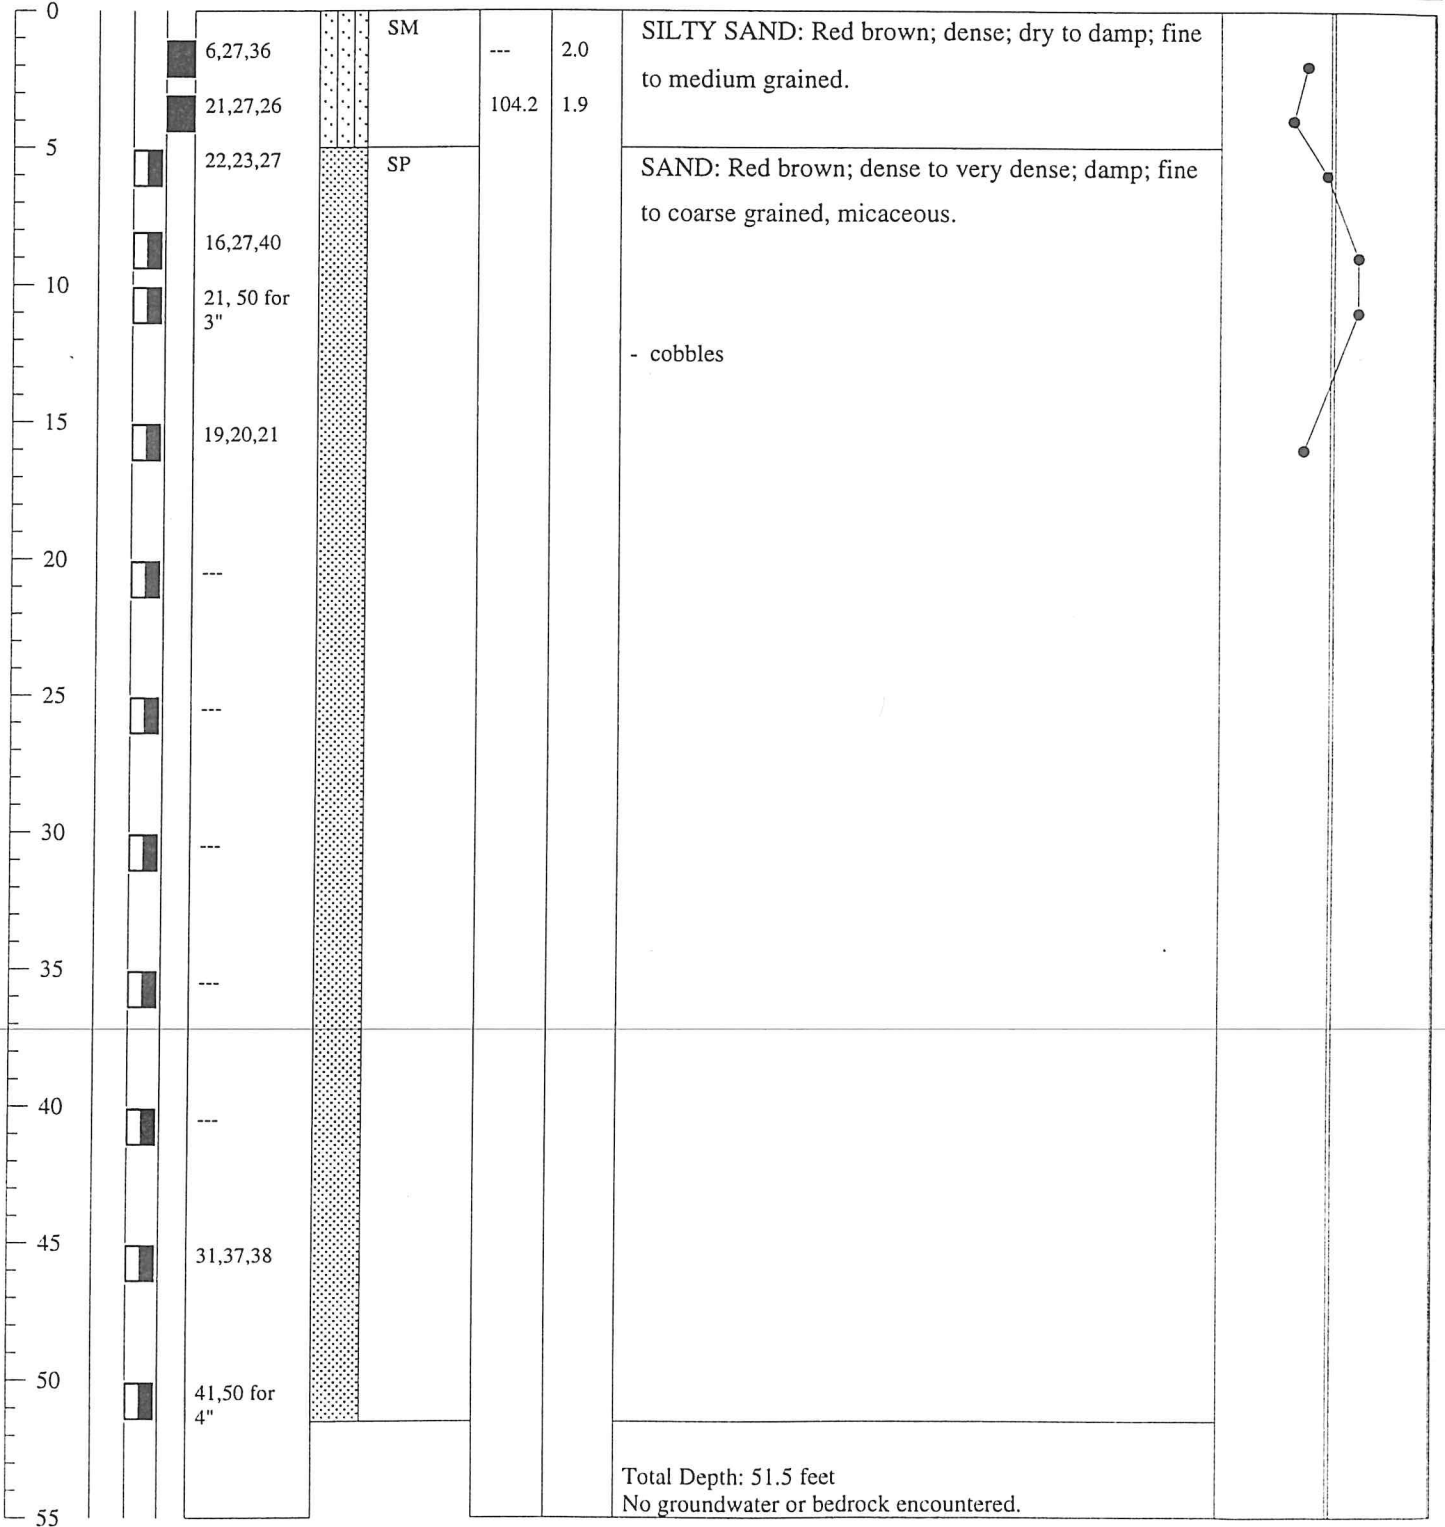 0
SM
SILTY SAND: Red brown; dense; dry to damp; fine
6,27,36
---
2.0
to medium grained.
21,27,26
104.2
1.9
5
22,23,27
SP
SAND: Red brown; dense to very dense; damp; fine
to coarse grained, micaceous.
16,27,40
10
21, 50 for
3"
- cobbles
15
19,20,21
20
---
25
---
30
---
35
---
40
---
45
31,37,38
50
41,50 for
4"
Total Depth: 51.5 feet
No groundwater or bedrock encountered.
55